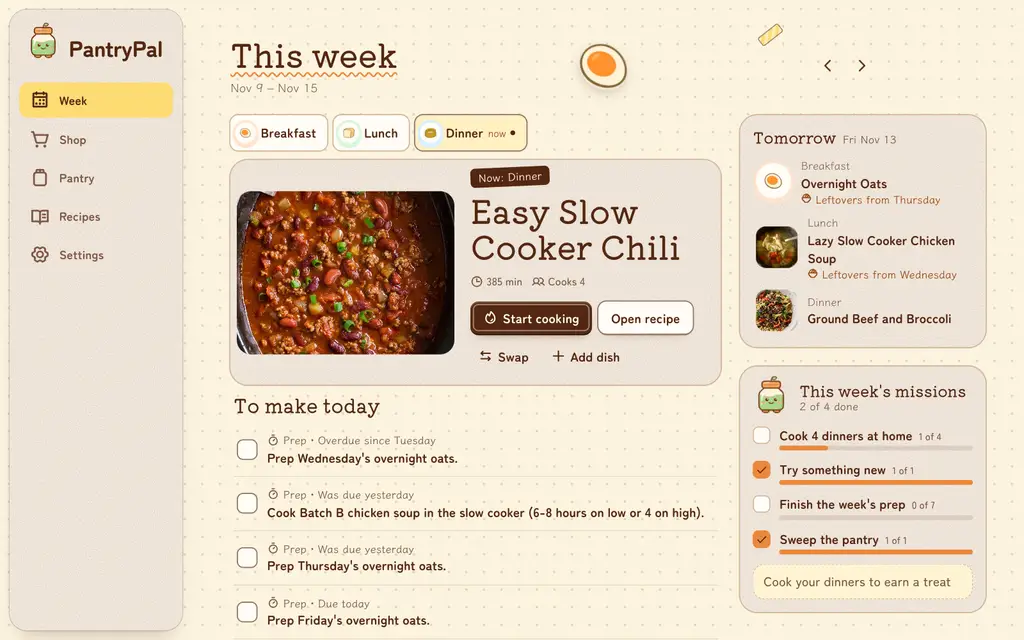 PantryPal
Week
Shop
Pantry
Recipes
Settings
This week
Nov 9 – Nov 15
Breakfast
Lunch
Dinner now •
Now: Dinner
Easy Slow
Cooker Chili
385 min Cooks 4
Start cooking
Open recipe
Swap
Add dish
To make today
Prep • Overdue since Tuesday
Prep Wednesday's overnight oats.
Prep • Was due yesterday
Cook Batch B chicken soup in the slow cooker (6-8 hours on low or 4 on high).
Prep • Was due yesterday
Prep Thursday's overnight oats.
Prep • Due today
Prep Friday's overnight oats.
Tomorrow Fri Nov 13
Breakfast
Overnight Oats
Leftovers from Thursday
Lunch
Lazy Slow Cooker Chicken
Soup
Leftovers from Wednesday
Dinner
Ground Beef and Broccoli
This week's missions
2 of 4 done
Cook 4 dinners at home 1 of 4
Try something new 1 of 1
Finish the week's prep 0 of 7
Sweep the pantry 1 of 1
Cook your dinners to earn a treat